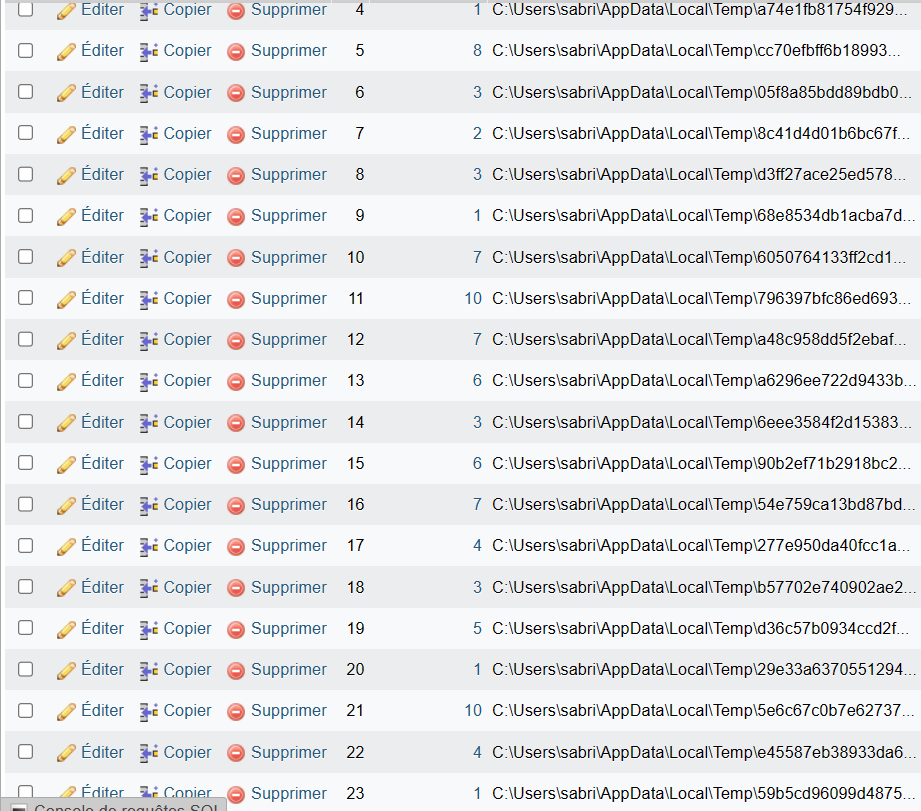 Éditer Copier Supprimer 4 1 C:\Users\sabri\AppData\Local\Temp\a74e1fb81754f929...
Éditer Copier Supprimer 5 8 C:\Users\sabri\AppData\Local\Temp\cc70efbff6b18993...
Éditer Copier Supprimer 6 3 C:\Users\sabri\AppData\Local\Temp\05f8a85bdd89bdb0...
Éditer Copier Supprimer 7 2 C:\Users\sabri\AppData\Local\Temp\8c41d4d01b6bc67f...
Éditer Copier Supprimer 8 3 C:\Users\sabri\AppData\Local\Temp\d3ff27ace25ed578...
Éditer Copier Supprimer 9 1 C:\Users\sabri\AppData\Local\Temp\68e8534db1acba7d...
Éditer Copier Supprimer 10 7 C:\Users\sabri\AppData\Local\Temp\6050764133ff2cd1...
Éditer Copier Supprimer 11 10 C:\Users\sabri\AppData\Local\Temp\796397bfc86ed693...
Éditer Copier Supprimer 12 7 C:\Users\sabri\AppData\Local\Temp\a48c958dd5f2ebaf...
Éditer Copier Supprimer 13 6 C:\Users\sabri\AppData\Local\Temp\a6296ee722d9433b...
Éditer Copier Supprimer 14 3 C:\Users\sabri\AppData\Local\Temp\6eee3584f2d15383...
Éditer Copier Supprimer 15 6 C:\Users\sabri\AppData\Local\Temp\90b2ef71b2918bc2...
Éditer Copier Supprimer 16 7 C:\Users\sabri\AppData\Local\Temp\54e759ca13bd87bd...
Éditer Copier Supprimer 17 4 C:\Users\sabri\AppData\Local\Temp\277e950da40fcc1a...
Éditer Copier Supprimer 18 3 C:\Users\sabri\AppData\Local\Temp\b57702e740902ae2...
Éditer Copier Supprimer 19 5 C:\Users\sabri\AppData\Local\Temp\d36c57b0934ccd2f...
Éditer Copier Supprimer 20 1 C:\Users\sabri\AppData\Local\Temp\29e33a6370551294...
Éditer Copier Supprimer 21 10 C:\Users\sabri\AppData\Local\Temp\5e6c67c0b7e62737...
Éditer Copier Supprimer 22 4 C:\Users\sabri\AppData\Local\Temp\e45587eb38933da6...
Éditer Copier Supprimer 23 1 C:\Users\sabri\AppData\Local\Temp\59b5cd96099d4875...
Console de requêtes SQL